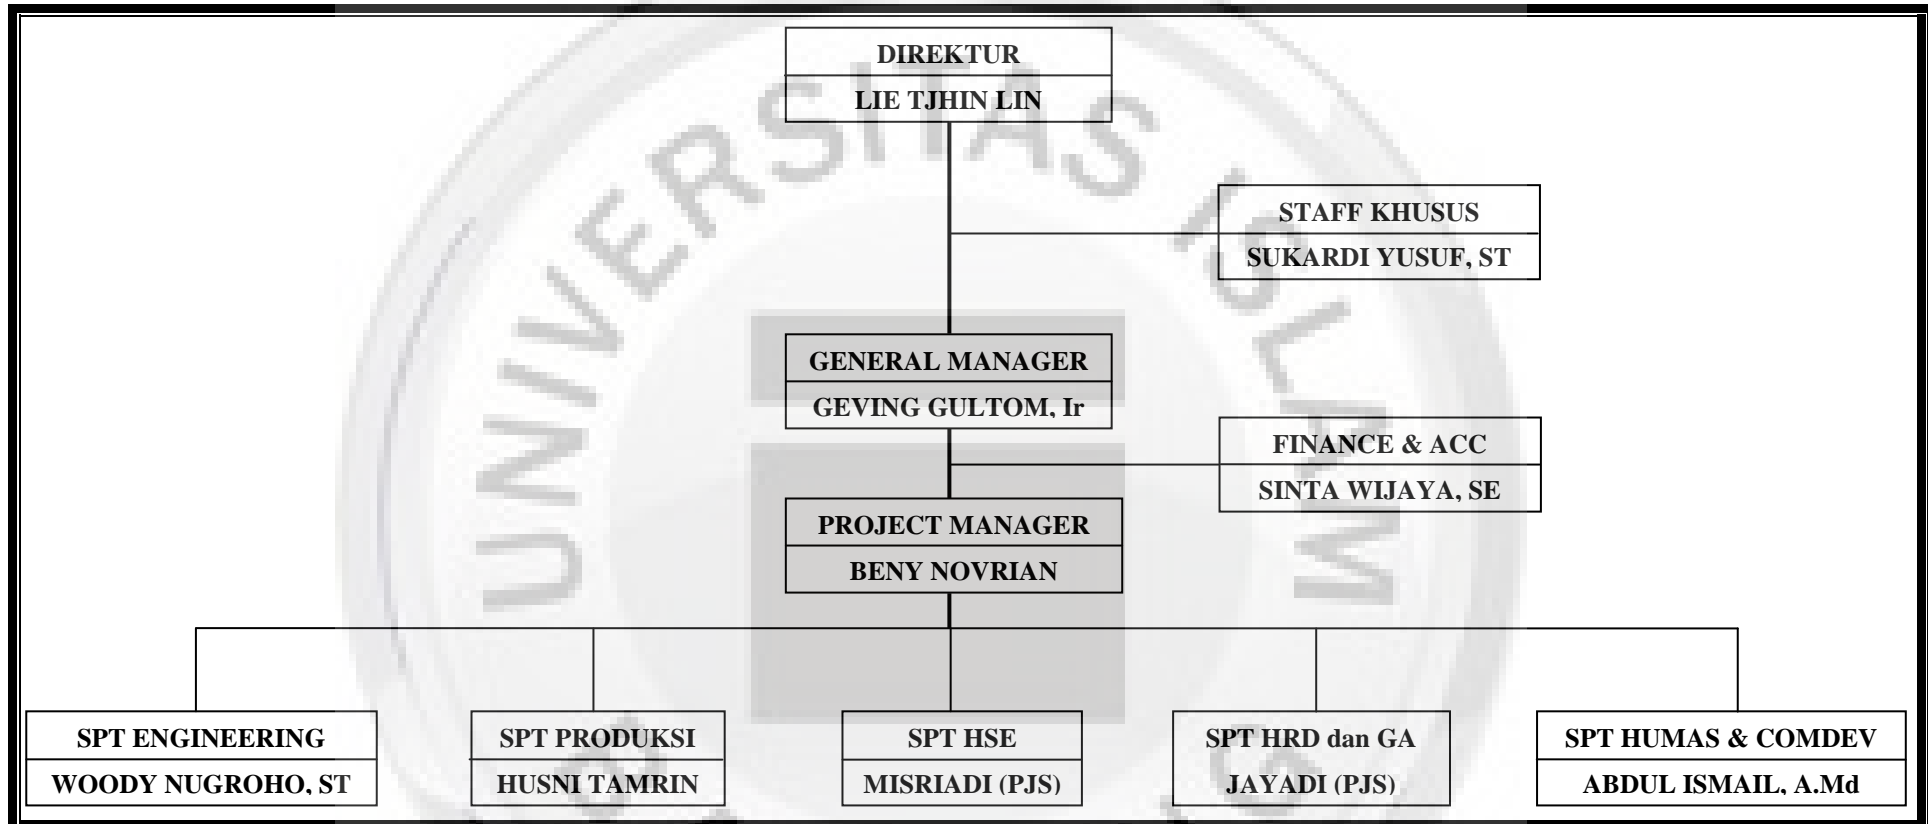 DIREKTUR
LIE TJHIN LIN
STAFF KHUSUS
SUKARDI YUSUF, ST
GENERAL MANAGER
GEVING GULTOM, Ir
FINANCE & ACC
SINTA WIJAYA, SE
PROJECT MANAGER
BENY NOVRIAN
SPT ENGINEERING
WOODY NUGROHO, ST
SPT PRODUKSI
HUSNI TAMRIN
SPT HSE
MISRIADI (PJS)
SPT HRD dan GA
JAYADI (PJS)
SPT HUMAS & COMDEV
ABDUL ISMAIL, A.Md
UNIVERSITAS ISLAM